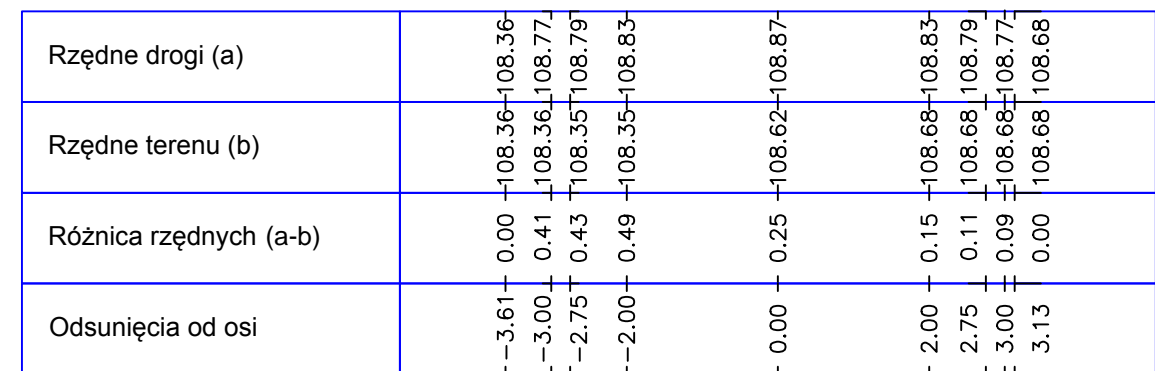 Rzędne drogi (a) 108.36 108.77 108.79 108.83 108.87 108.83 108.79 108.77 108.68
Rzędne terenu (b) 108.36 108.36 108.35 108.35 108.62 108.68 108.68 108.68 108.68
Różnica rzędnych (a-b) 0.00 0.41 0.43 0.49 0.25 0.15 0.11 0.09 0.00
Odsunięcia od osi -3.61 -3.00 -2.75 -2.00 0.00 2.00 2.75 3.00 3.13